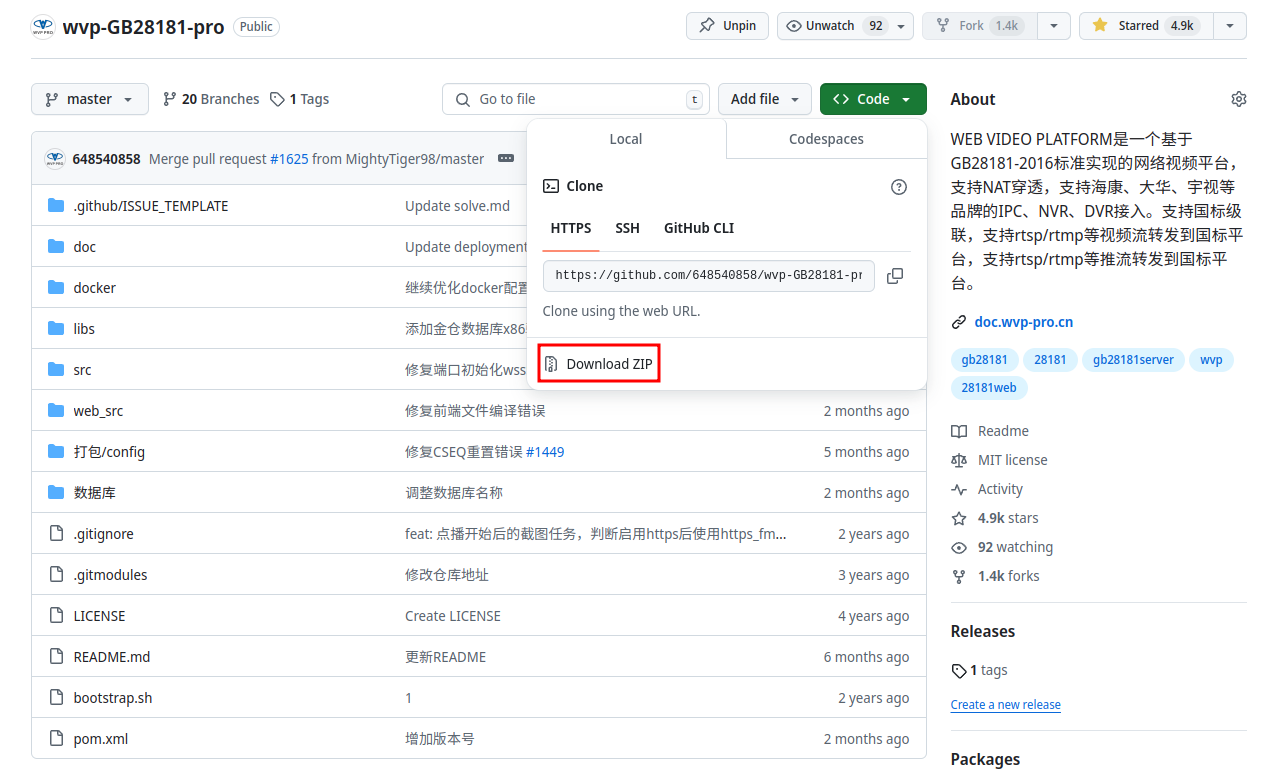 wvp-GB28181-pro Public
Unpin
Unwatch 92
Fork 1.4k
Starred 4.9k
master
20 Branches
1 Tags
Go to file t
Add file
Code
648540858 Merge pull request #1625 from MightyTiger98/master
.github/ISSUE_TEMPLATE Update solve.md
doc Update deployment
docker 继续优化docker配置
libs 添加金仓数据库x86
src 修复端口初始化wss
web_src 修复前端文件编译错误 2 months ago
打包/config 修复CSEQ重置错误 #1449 5 months ago
数据库 调整数据库名称 2 months ago
.gitignore feat: 点播开始后的截图任务，判断启用https后使用https_fm... 2 years ago
.gitmodules 修改仓库地址 3 years ago
LICENSE Create LICENSE 4 years ago
README.md 更新README 6 months ago
bootstrap.sh 1 2 years ago
pom.xml 增加版本号 2 months ago
Local Codespaces
Clone
HTTPS SSH GitHub CLI
https://github.com/648540858/wvp-GB28181-pr
Clone using the web URL.
Download ZIP
About
WEB VIDEO PLATFORM是一个基于
GB28181-2016标准实现的网络视频平台，
支持NAT穿透，支持海康、大华、宇视等
品牌的IPC、NVR、DVR接入。支持国标级
联，支持rtsp/rtmp等视频流转发到国标平
台，支持rtsp/rtmp等推流转发到国标平
台。
doc.wvp-pro.cn
gb28181 28181 gb28181server wvp
28181web
Readme
MIT license
Activity
4.9k stars
92 watching
1.4k forks
Releases
1 tags
Create a new release
Packages